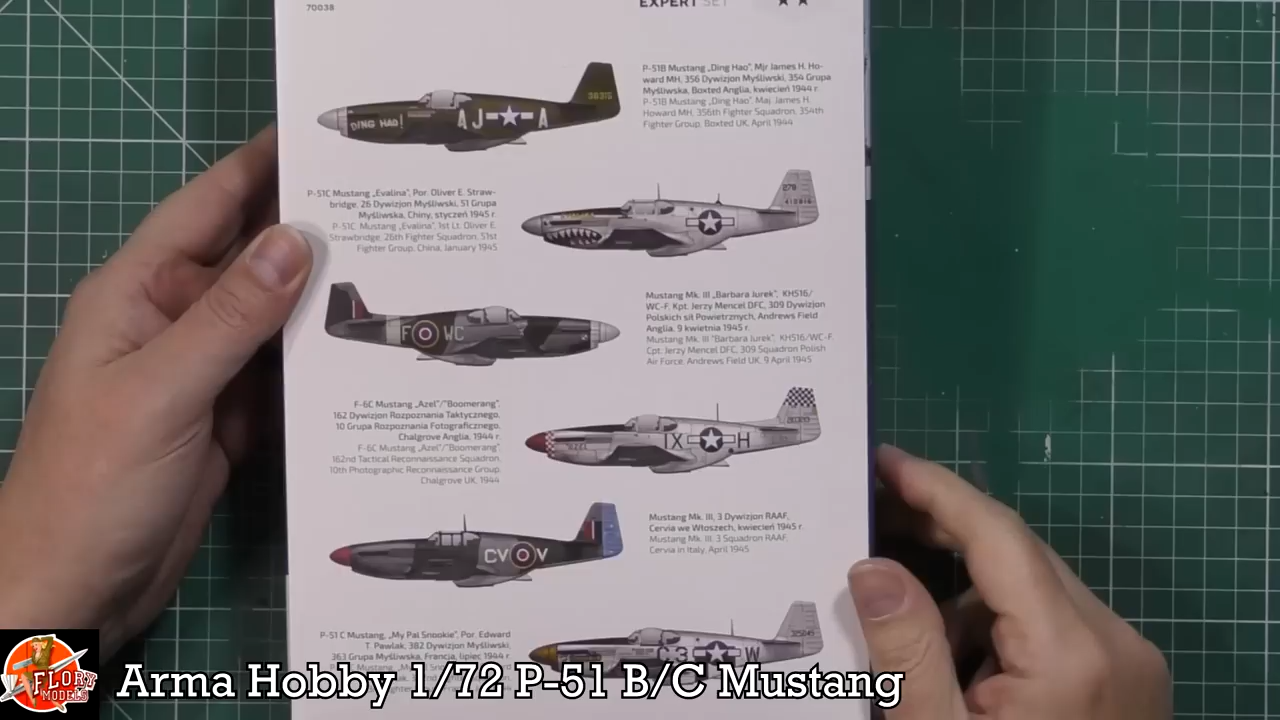 70038
EXPERT SET
P-51B Mustang „Ding Hao”, Mjr James H. Ho-
ward MH, 356 Dywizjon Myśliwski, 354 Grupa
Myśliwska, Boxted Anglia, kwiecień 1944 r.
P-51B Mustang „Ding Hao”, Maj. James H.
Howard MH, 356th Fighter Squadron, 354th
Fighter Group, Boxted UK, April 1944
DING HAO!
AJ A
P-51C Mustang „Evalina”, Por. Oliver E. Straw-
bridge, 26 Dywizjon Myśliwski, 51 Grupa
Myśliwska, Chiny, styczeń 1945 r.
P-51C Mustang „Evalina”, 1st Lt. Oliver E.
Strawbridge, 26th Fighter Squadron, 51st
Fighter Group, China, January 1945
Mustang Mk. III „Barbara Jurek”, KH516/
WC-F, Kpt. Jerzy Mencel DFC, 309 Dywizjon
Polskich sił Powietrznych, Andrews Field
Anglia, 9 kwietnia 1945 r.
Mustang Mk. III "Barbara Jurek", KH516/WC-F,
Cpt. Jerzy Mencel DFC, 309 Squadron Polish
Air Force, Andrews Field UK, 9 April 1945
F WC
F-6C Mustang „Azel”/”Boomerang”,
162 Dywizjon Rozpoznania Taktycznego,
10 Grupa Rozpoznania Fotograficznego,
Chalgrove Anglia, 1944 r.
F-6C Mustang „Azel”/”Boomerang”
162nd Tactical Reconnaissance Squadron,
10th Photographic Reconnaissance Group,
Chalgrove UK, 1944
IX H
Mustang Mk. III, 3 Dywizjon RAAF,
Cervia we Włoszech, kwiecień 1945 r.
Mustang Mk. III, 3 Squadron RAAF,
Cervia in Italy, April 1945
CV V
P-51 C Mustang, „My Pal Snookie”, Por. Edward
T. Pawlak, 382 Dywizjon Myśliwski,
363 Grupa Myśliwska, Francja, lipiec 1944 r.
C3 W
FLORY
MODELS
Arma Hobby 1/72 P-51 B/C Mustang